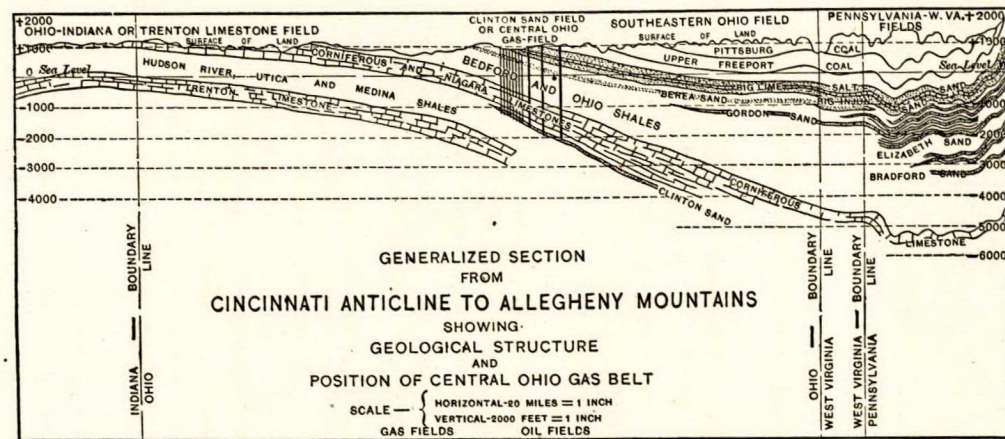 +2000
OHIO-INDIANA OR TRENTON LIMESTONE FIELD
CLINTON SAND FIELD
OR CENTRAL OHIO
GAS-FIELD
SOUTHEASTERN OHIO FIELD
PENNSYLVANIA-W. VA.
FIELDS
+2000
SURFACE OF LAND
SURFACE OF LAND
+1000
CORNIFEROUS AND NIAGARA LIMESTONES
BEDFORD AND OHIO SHALES
PITTSBURG COAL
UPPER FREEPORT COAL
0 Sea Level
Sea Level
HUDSON RIVER, UTICA AND MEDINA SHALES
BIG LIME
SALT SAND
BEREA SAND
BIG INJUN SAND
-1000
TRENTON LIMESTONE
GORDON SAND
-2000
ELIZABETH SAND
-3000
3000
BRADFORD SAND
-4000
4000
CORNIFEROUS
CLINTON SAND
5000
LIMESTONE
6000
GENERALIZED SECTION
FROM
CINCINNATI ANTICLINE TO ALLEGHENY MOUNTAINS
SHOWING
GEOLOGICAL STRUCTURE
AND
POSITION OF CENTRAL OHIO GAS BELT
SCALE — HORIZONTAL-20 MILES = 1 INCH
VERTICAL-2000 FEET = 1 INCH
GAS FIELDS OIL FIELDS
INDIANA — BOUNDARY
OHIO LINE
OHIO — BOUNDARY
WEST VIRGINIA LINE
WEST VIRGINIA — BOUNDARY
PENNSYLVANIA LINE